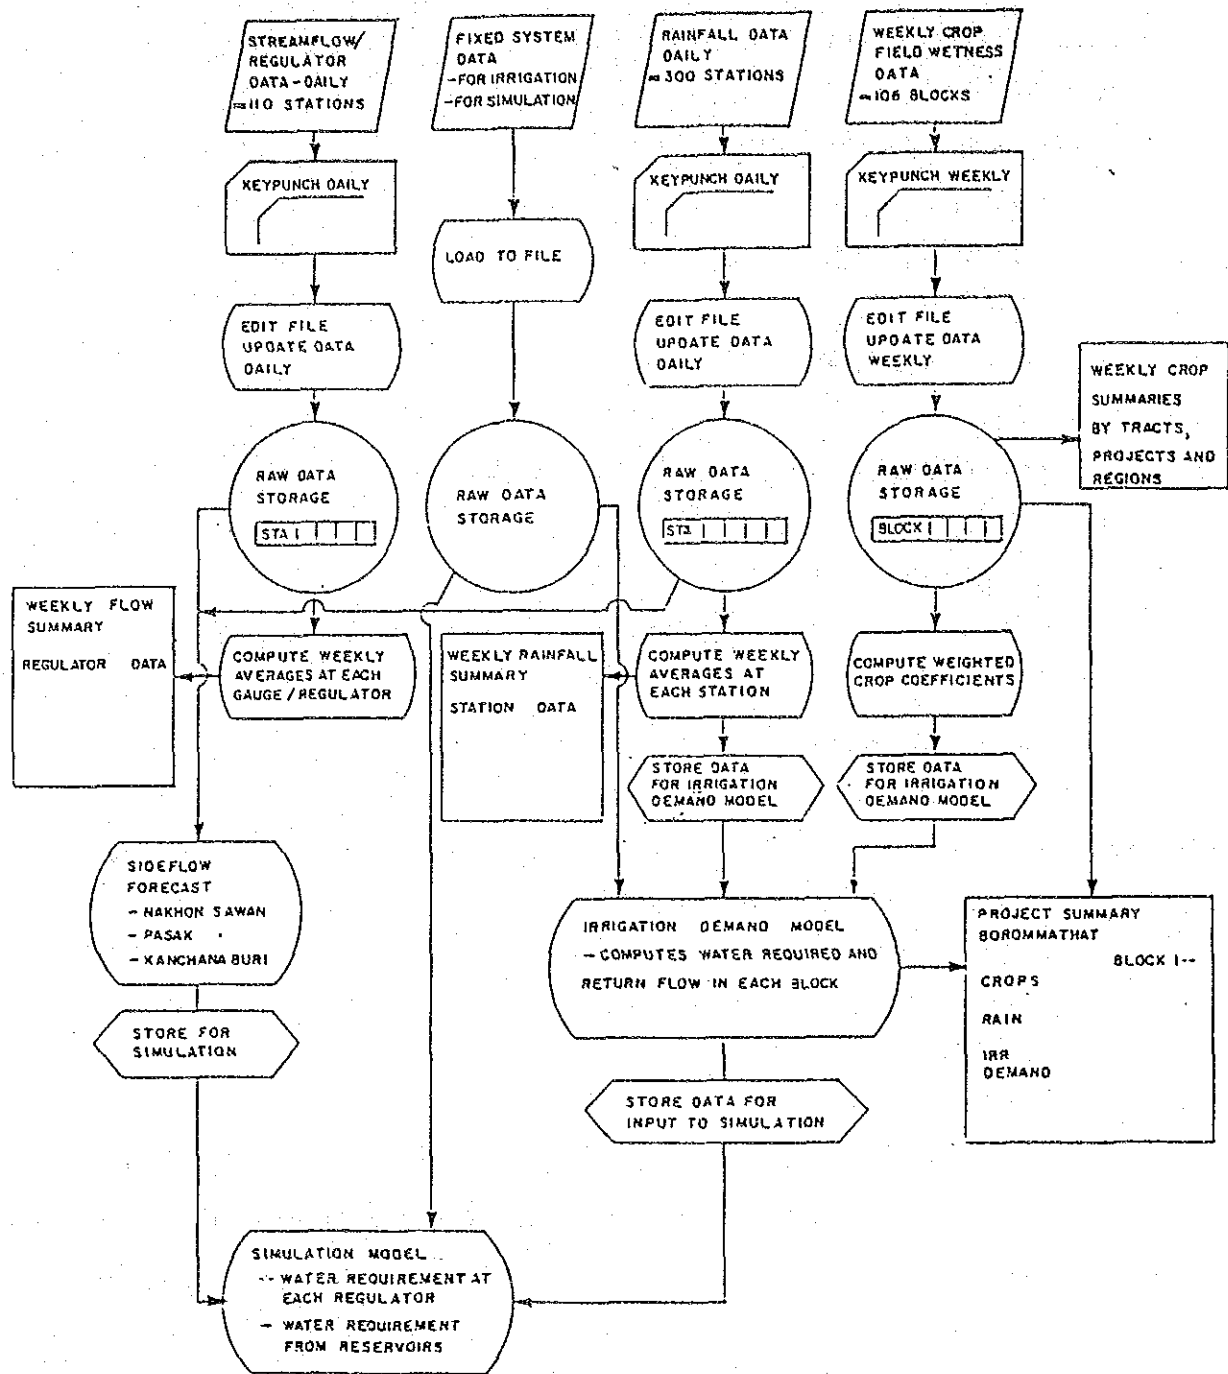 STREAMFLOW/
REGULATOR
DATA-DAILY
≈110 STATIONS
FIXED SYSTEM
DATA
-FOR IRRIGATION
-FOR SIMULATION
RAINFALL DATA
DAILY
≈300 STATIONS
WEEKLY CROP
FIELD WETNESS
DATA
≈106 BLOCKS
KEYPUNCH DAILY
LOAD TO FILE
KEYPUNCH DAILY
KEYPUNCH WEEKLY
EDIT FILE
UPDATE DATA
DAILY
EDIT FILE
UPDATE DATA
DAILY
EDIT FILE
UPDATE DATA
WEEKLY
WEEKLY CROP
SUMMARIES
BY TRACTS,
PROJECTS AND
REGIONS
RAW DATA
STORAGE
STA 1
RAW DATA
STORAGE
RAW DATA
STORAGE
RAW DATA
STORAGE
BLOCK 1
WEEKLY FLOW
SUMMARY
REGULATOR DATA
COMPUTE WEEKLY
AVERAGES AT EACH
GAUGE/REGULATOR
WEEKLY RAINFALL
SUMMARY
STATION DATA
COMPUTE WEEKLY
AVERAGES AT
EACH STATION
COMPUTE WEIGHTED
CROP COEFFICIENTS
STORE DATA
FOR IRRIGATION
DEMAND MODEL
STORE DATA
FOR IRRIGATION
DEMAND MODEL
SIDEFLOW
FORECAST
- NAKHON SAWAN
- PASAK
- KANCHANABURI
STORE FOR
SIMULATION
IRRIGATION DEMAND MODEL
- COMPUTES WATER REQUIRED AND
RETURN FLOW IN EACH BLOCK
STORE DATA FOR
INPUT TO SIMULATION
PROJECT SUMMARY
BOROMMATHAT
BLOCK 1--
CROPS
RAIN
IRR
DEMAND
SIMULATION MODEL
-- WATER REQUIREMENT AT
EACH REGULATOR
- WATER REQUIREMENT
FROM RESERVOIRS